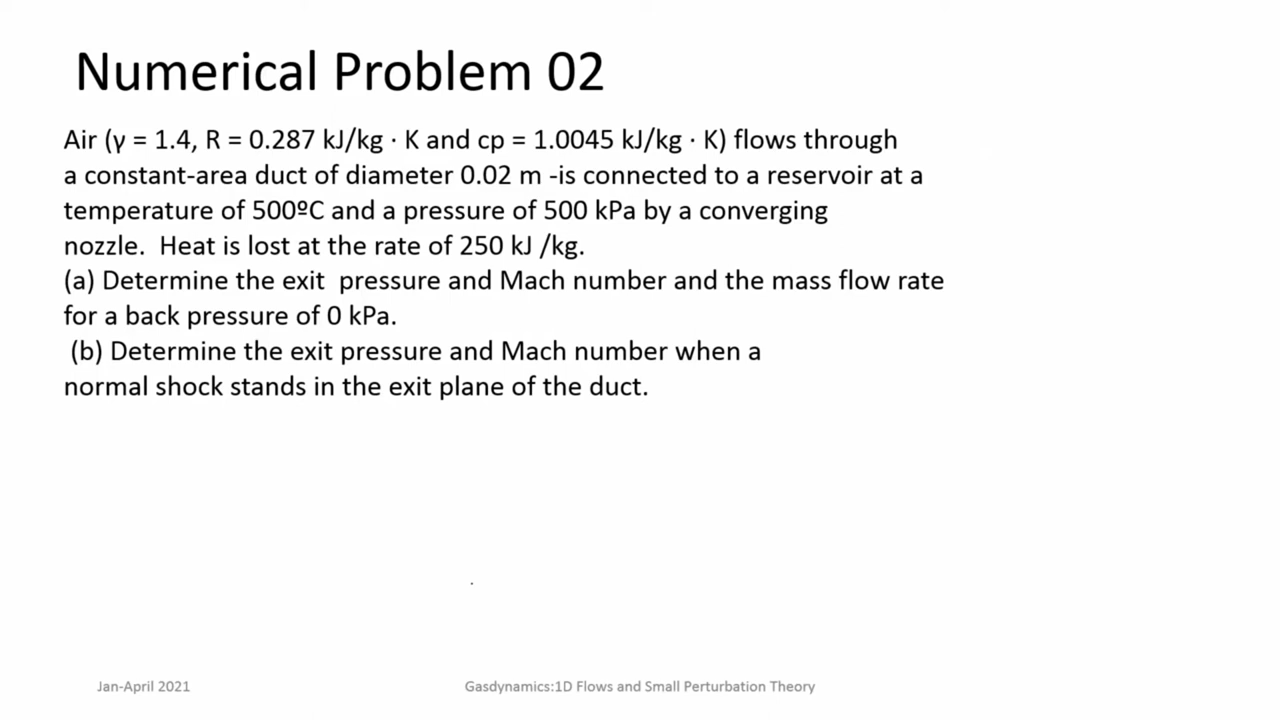 Numerical Problem 02
Air (γ = 1.4, R = 0.287 kJ/kg · K and cp = 1.0045 kJ/kg · K) flows through
a constant-area duct of diameter 0.02 m -is connected to a reservoir at a
temperature of 500ºC and a pressure of 500 kPa by a converging
nozzle. Heat is lost at the rate of 250 kJ /kg.
(a) Determine the exit pressure and Mach number and the mass flow rate
for a back pressure of 0 kPa.
(b) Determine the exit pressure and Mach number when a
normal shock stands in the exit plane of the duct.
Jan-April 2021
Gasdynamics:1D Flows and Small Perturbation Theory